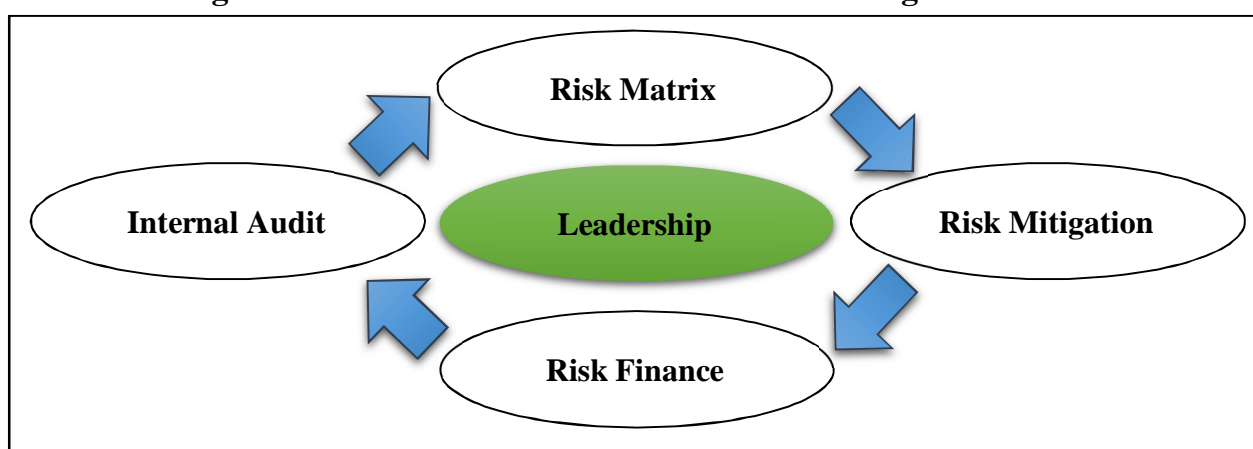 Risk Matrix
Internal Audit
Leadership
Risk Mitigation
Risk Finance